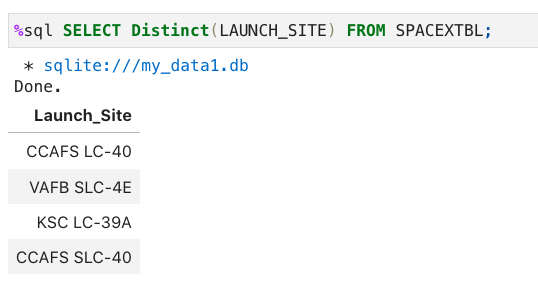 %sql SELECT Distinct(LAUNCH_SITE) FROM SPACEXTBL;
* sqlite:///my_data1.db
Done.
Launch_Site
CCAFS LC-40
VAFB SLC-4E
KSC LC-39A
CCAFS SLC-40